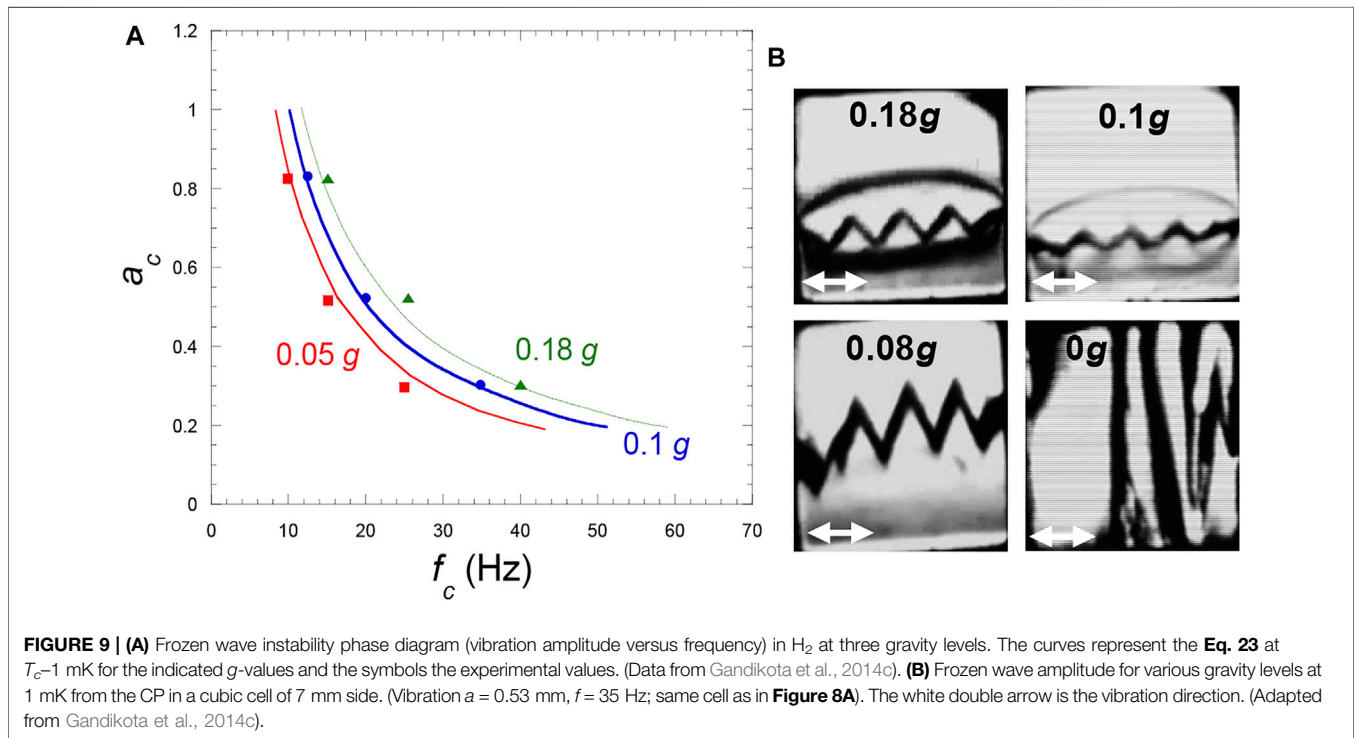 A
1.2
1
0.8
0.6
0.4
0.2
0
0 10 20 30 40 50 60 70
a_c
f_c (Hz)
0.05 g
0.18 g
0.1 g
B
0.18g
0.1g
0.08g
0g
FIGURE 9 | (A) Frozen wave instability phase diagram (vibration amplitude versus frequency) in H₂ at three gravity levels. The curves represent the Eq. 23 at
T_c–1 mK for the indicated g-values and the symbols the experimental values. (Data from Gandikota et al., 2014c). (B) Frozen wave amplitude for various gravity levels at
1 mK from the CP in a cubic cell of 7 mm side. (Vibration a = 0.53 mm, f = 35 Hz; same cell as in Figure 8A). The white double arrow is the vibration direction. (Adapted
from Gandikota et al., 2014c).